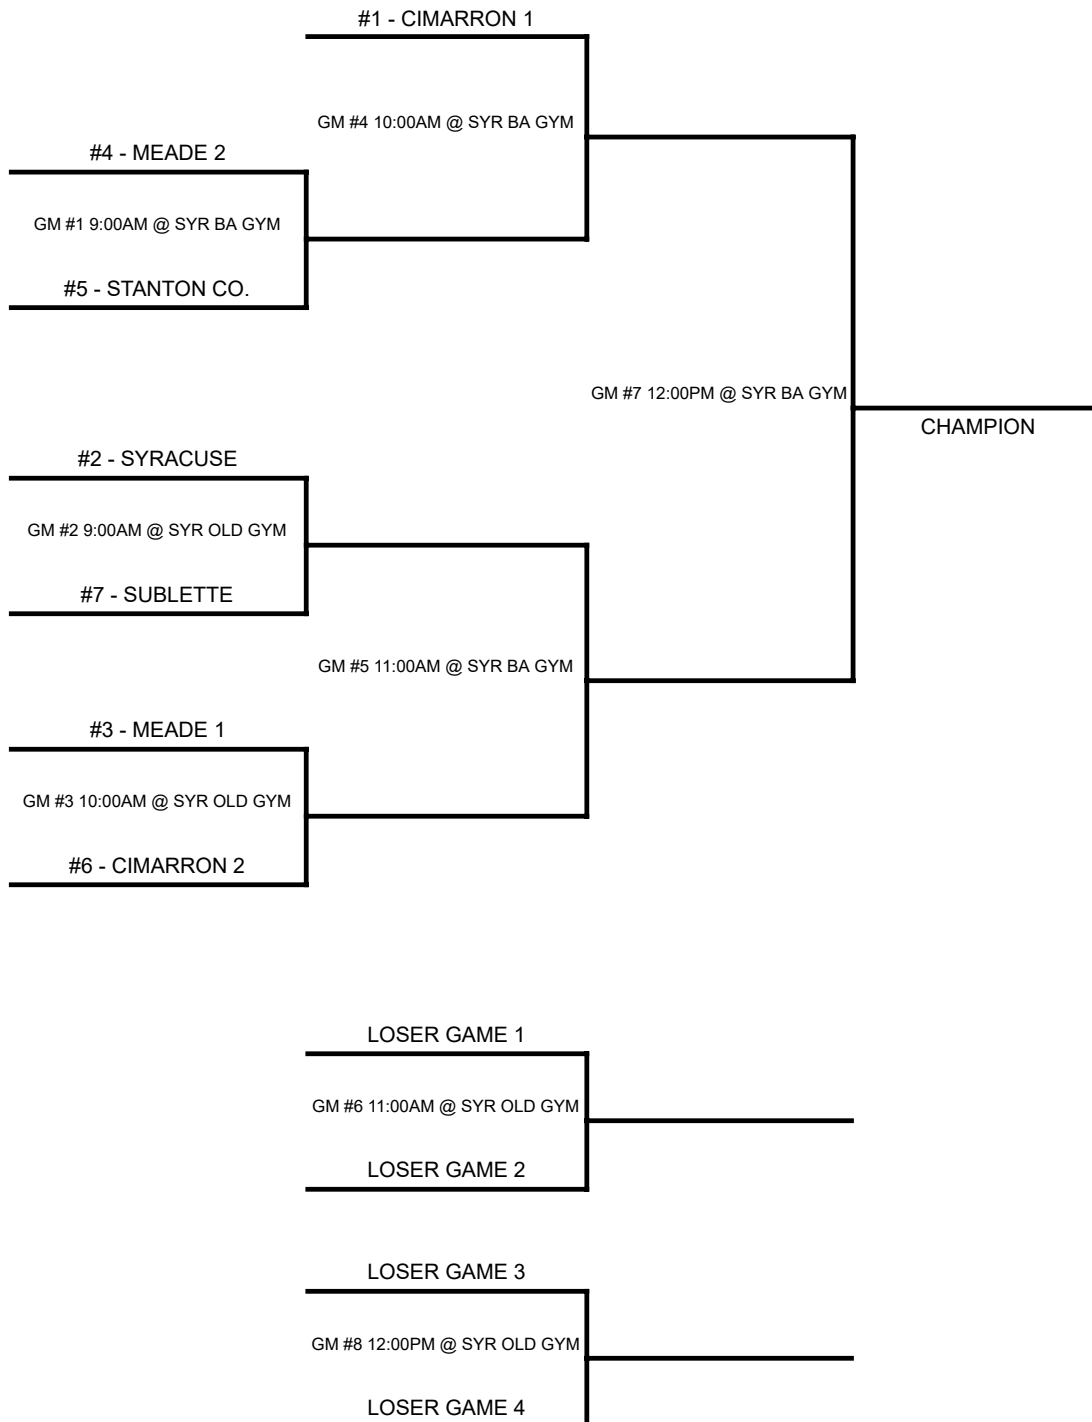 #1 - CIMARRON 1
GM #4 10:00AM @ SYR BA GYM
#4 - MEADE 2
GM #1 9:00AM @ SYR BA GYM
#5 - STANTON CO.
GM #7 12:00PM @ SYR BA GYM
CHAMPION
#2 - SYRACUSE
GM #2 9:00AM @ SYR OLD GYM
#7 - SUBLETTE
GM #5 11:00AM @ SYR BA GYM
#3 - MEADE 1
GM #3 10:00AM @ SYR OLD GYM
#6 - CIMARRON 2
LOSER GAME 1
GM #6 11:00AM @ SYR OLD GYM
LOSER GAME 2
LOSER GAME 3
GM #8 12:00PM @ SYR OLD GYM
LOSER GAME 4